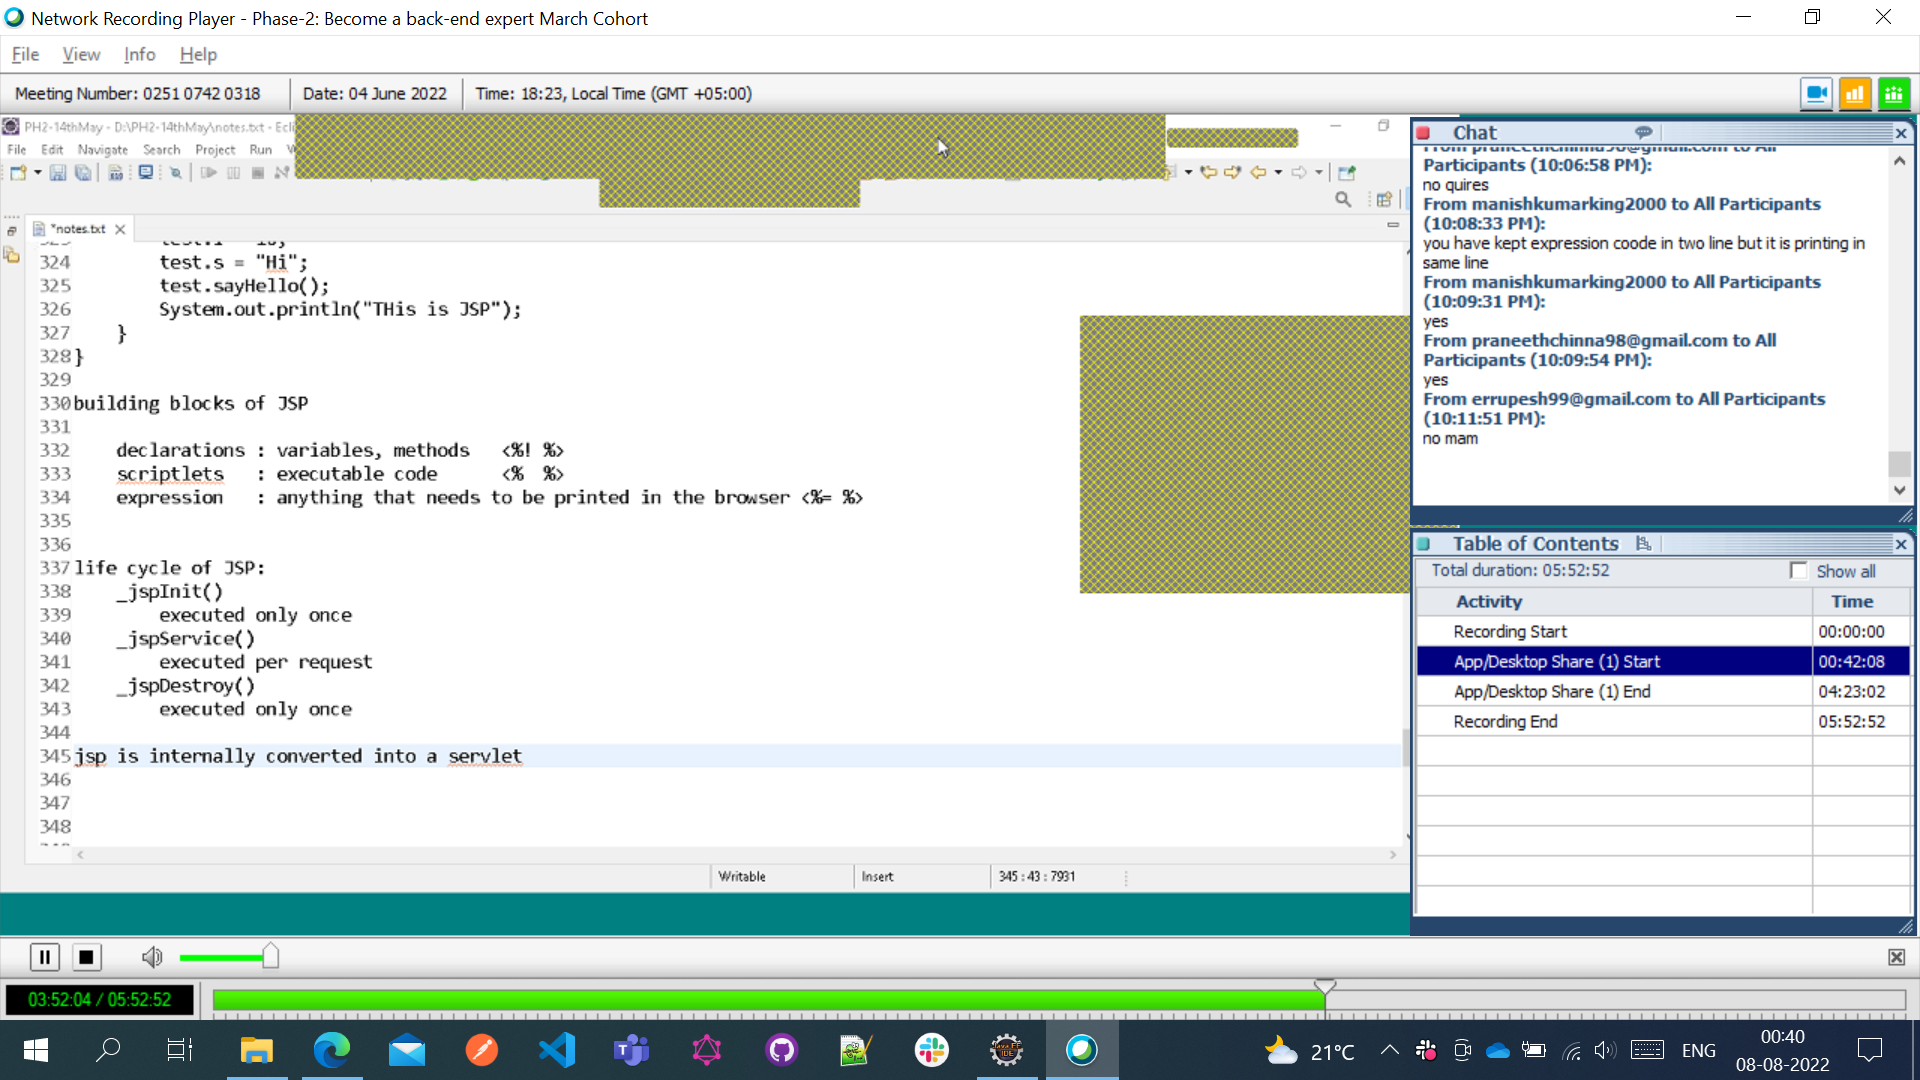 Network Recording Player - Phase-2: Become a back-end expert March Cohort
File View Info Help
Meeting Number: 0251 0742 0318 Date: 04 June 2022 Time: 18:23, Local Time (GMT +05:00)
PH2-14thMay - D:\PH2-14thMay\notes.txt - Ecli
File Edit Navigate Search Project Run
*notes.txt
324 test.s = "Hi";
325 test.sayHello();
326 System.out.println("THis is JSP");
327 }
328 }
329
330 building blocks of JSP
331
332 declarations : variables, methods <%! %>
333 scriptlets : executable code <% %>
334 expression : anything that needs to be printed in the browser <%= %>
335
336
337 life cycle of JSP:
338 _jspInit()
339 executed only once
340 _jspService()
341 executed per request
342 _jspDestroy()
343 executed only once
344
345 jsp is internally converted into a servlet
346
347
348
Writable Insert 345 : 43 : 7931
Chat
From praneethchinna98@gmail.com to All
Participants (10:06:58 PM):
no quires
From manishkumarking2000 to All Participants
(10:08:33 PM):
you have kept expression coode in two line but it is printing in
same line
From manishkumarking2000 to All Participants
(10:09:31 PM):
yes
From praneethchinna98@gmail.com to All
Participants (10:09:54 PM):
yes
From errupesh99@gmail.com to All Participants
(10:11:51 PM):
no mam
Table of Contents
Total duration: 05:52:52 Show all
Activity Time
Recording Start 00:00:00
App/Desktop Share (1) Start 00:42:08
App/Desktop Share (1) End 04:23:02
Recording End 05:52:52
03:52:04 / 05:52:52
21°C ENG 00:40
08-08-2022